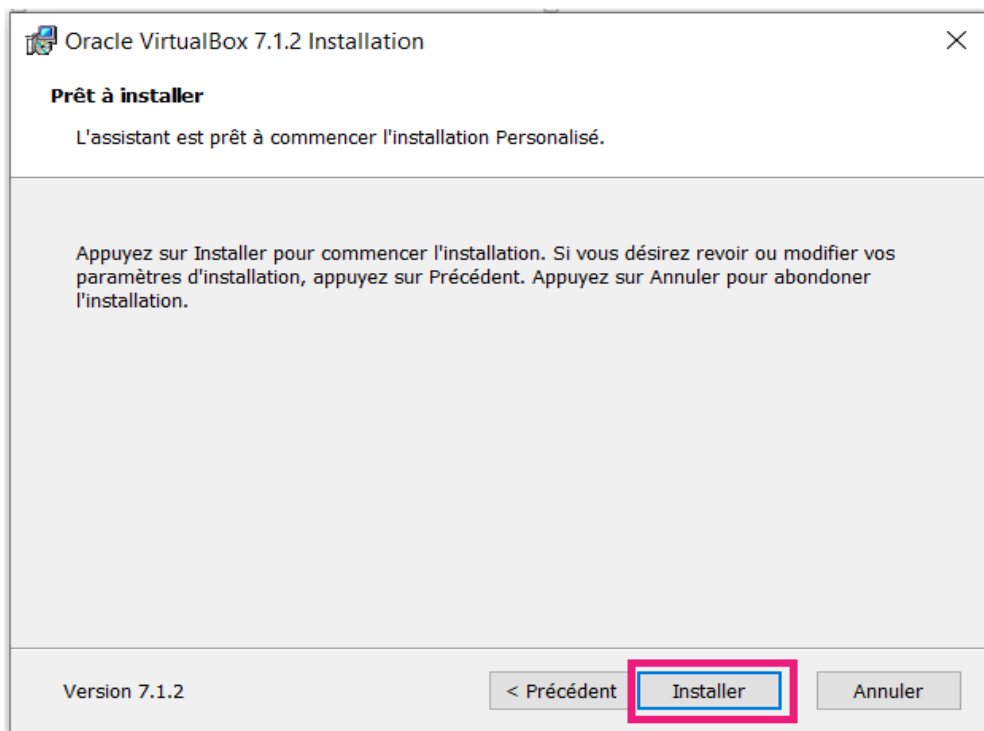 Oracle VirtualBox 7.1.2 Installation
Prêt à installer
L'assistant est prêt à commencer l'installation Personalisé.
Appuyez sur Installer pour commencer l'installation. Si vous désirez revoir ou modifier vos
paramètres d'installation, appuyez sur Précédent. Appuyez sur Annuler pour abondoner
l'installation.
Version 7.1.2
< Précédent
Installer
Annuler